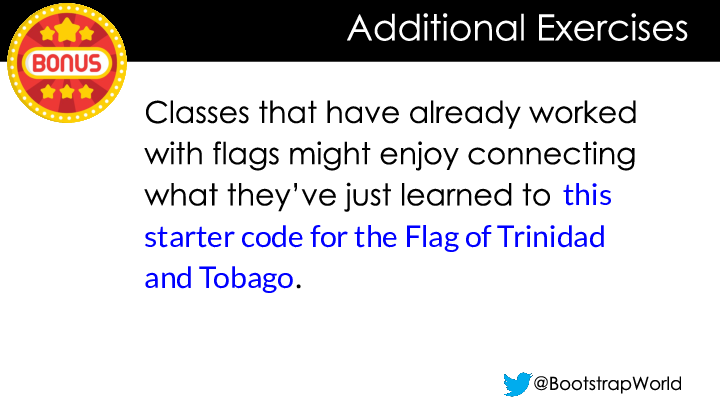 Additional Exercises
BONUS
Classes that have already worked
with flags might enjoy connecting
what they’ve just learned to this
starter code for the Flag of Trinidad
and Tobago.
@BootstrapWorld